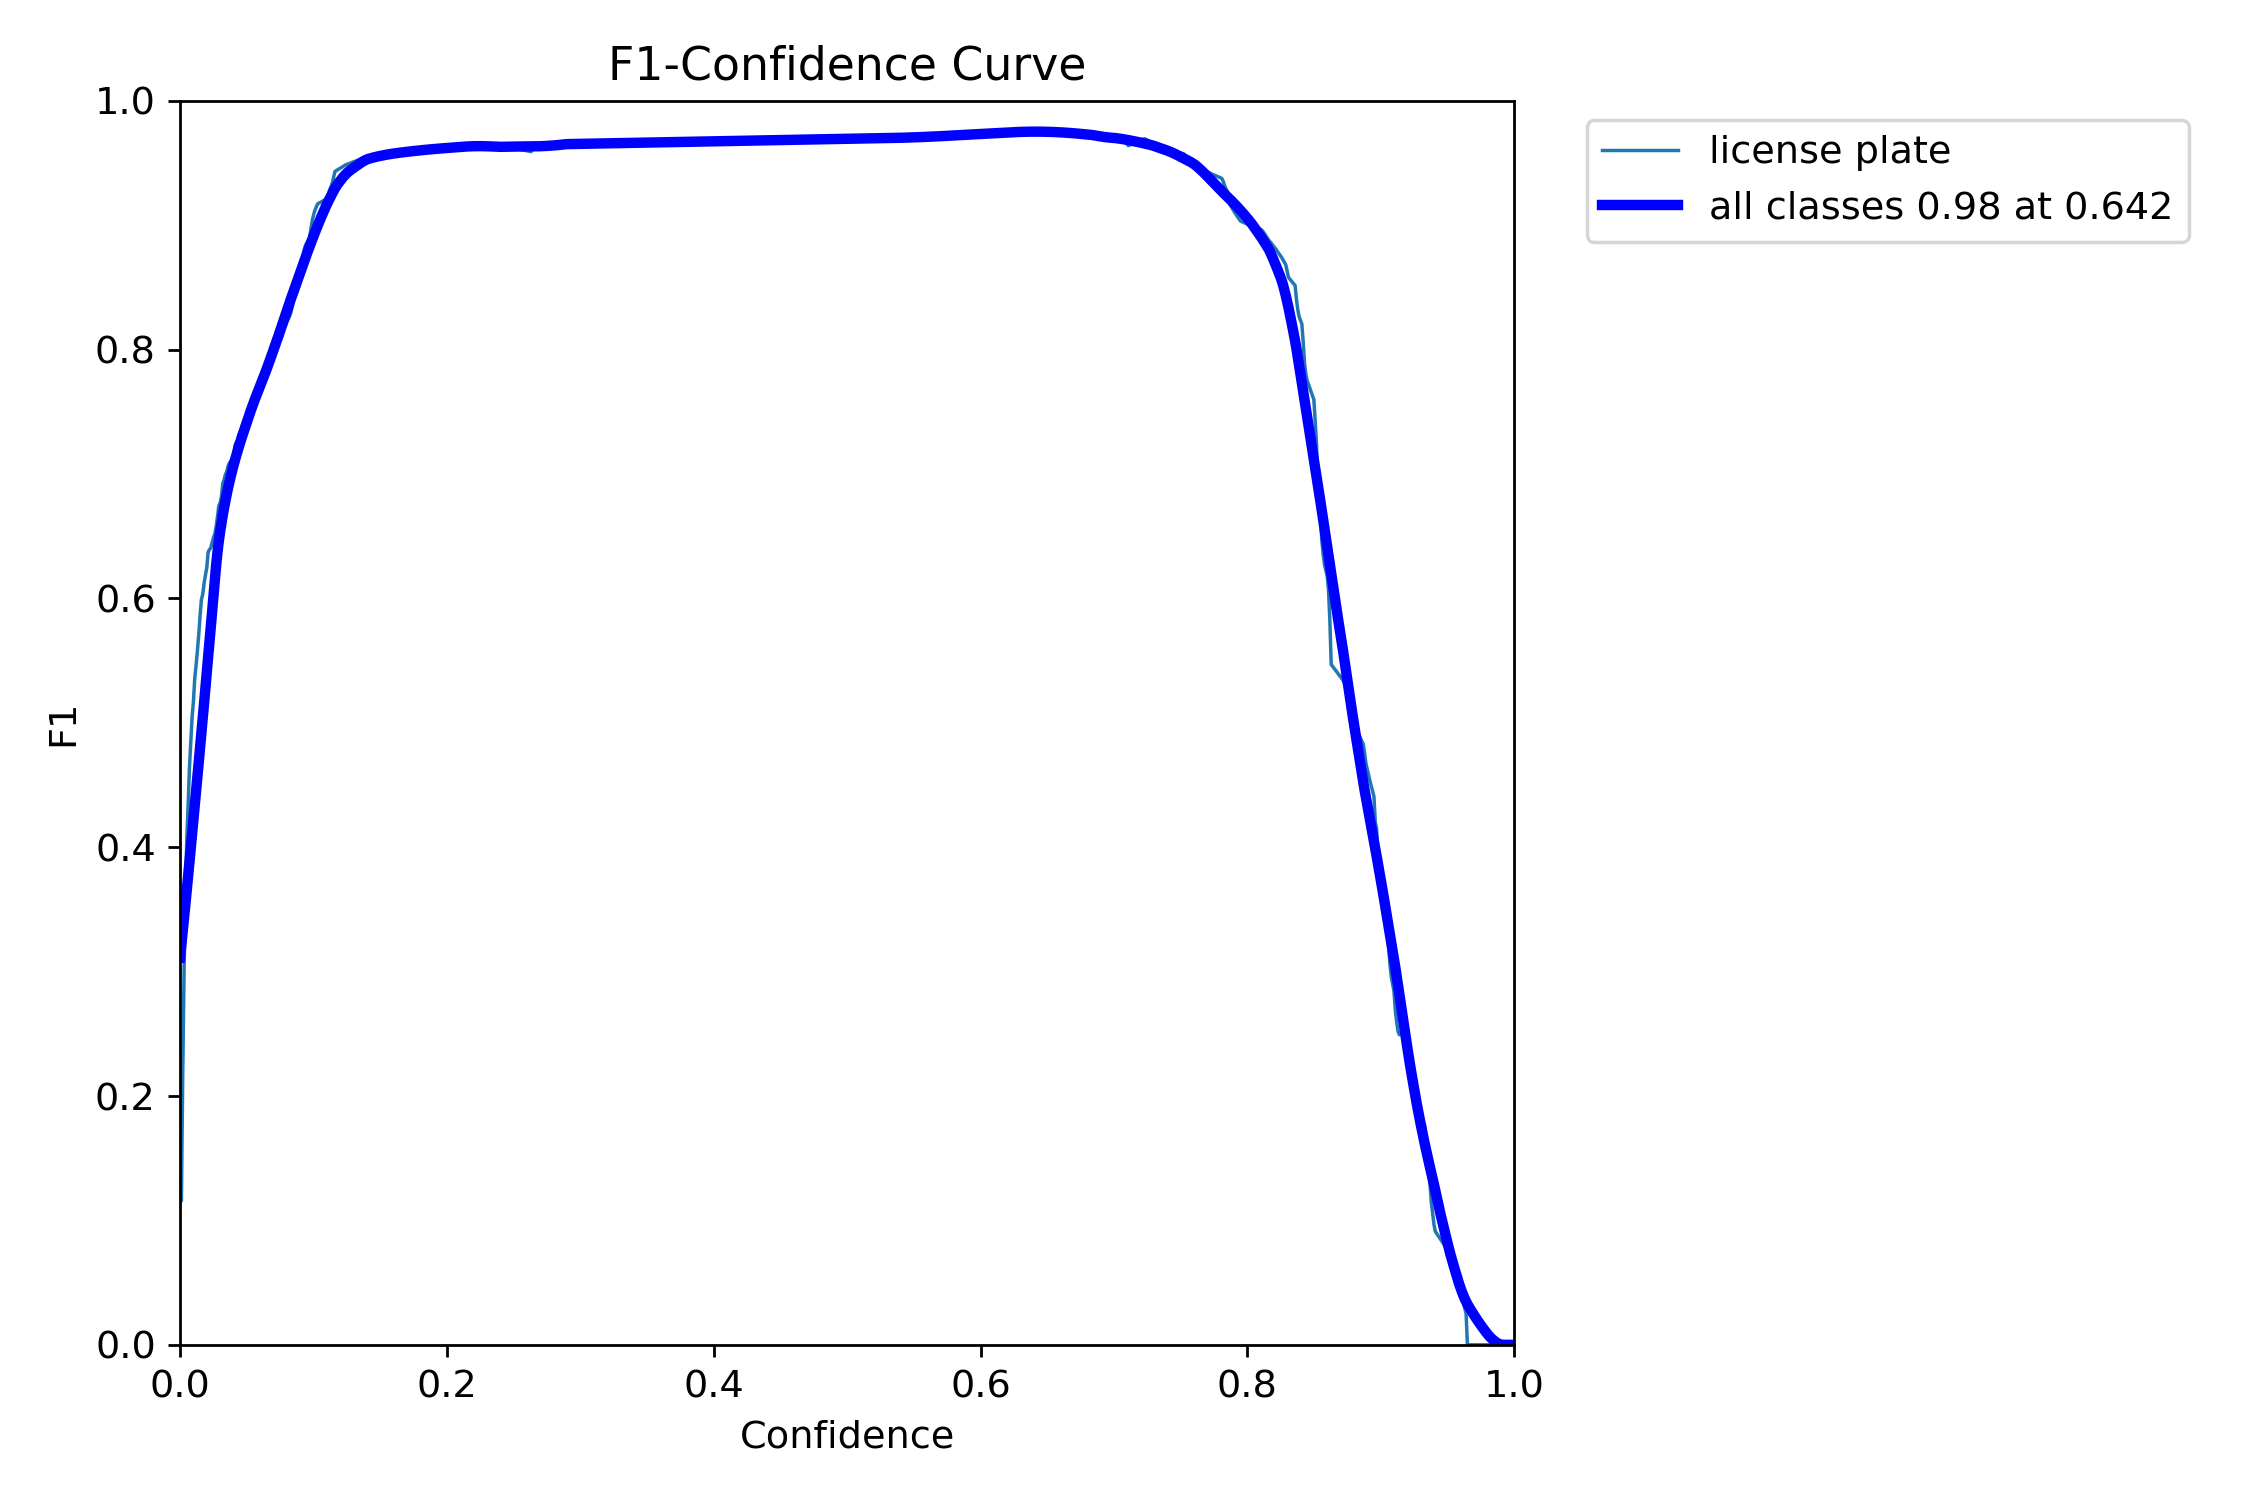 F1-Confidence Curve
license plate
all classes 0.98 at 0.642
1.0
0.8
0.6
0.4
0.2
0.0
F1
0.0 0.2 0.4 0.6 0.8 1.0
Confidence